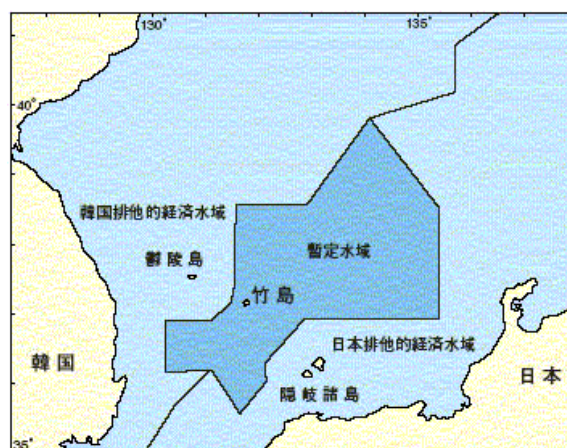 130°
135°
40°
韓国排他的経済水域
鬱陵島
暫定水域
竹島
日本排他的経済水域
韓国
日本
隠岐諸島
35°